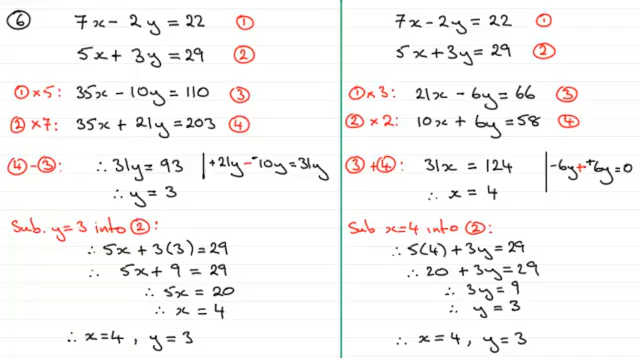 ⑥ 7x - 2y = 22 ①
5x + 3y = 29 ②
① ×5: 35x - 10y = 110 ③
② ×7: 35x + 21y = 203 ④
④ - ③ ∴ 31y = 93 | +21y - -10y = 31y
∴ y = 3
Sub. y=3 into ②:
∴ 5x + 3(3) = 29
∴ 5x + 9 = 29
∴ 5x = 20
∴ x = 4
∴ x=4, y=3
7x - 2y = 22 ①
5x + 3y = 29 ②
① ×3: 21x - 6y = 66 ③
② ×2: 10x + 6y = 58 ④
③ + ④: 31x = 124 | -6y + +6y = 0
∴ x = 4
Sub x=4 into ②:
∴ 5(4) + 3y = 29
∴ 20 + 3y = 29
∴ 3y = 9
∴ y = 3
∴ x=4, y=3